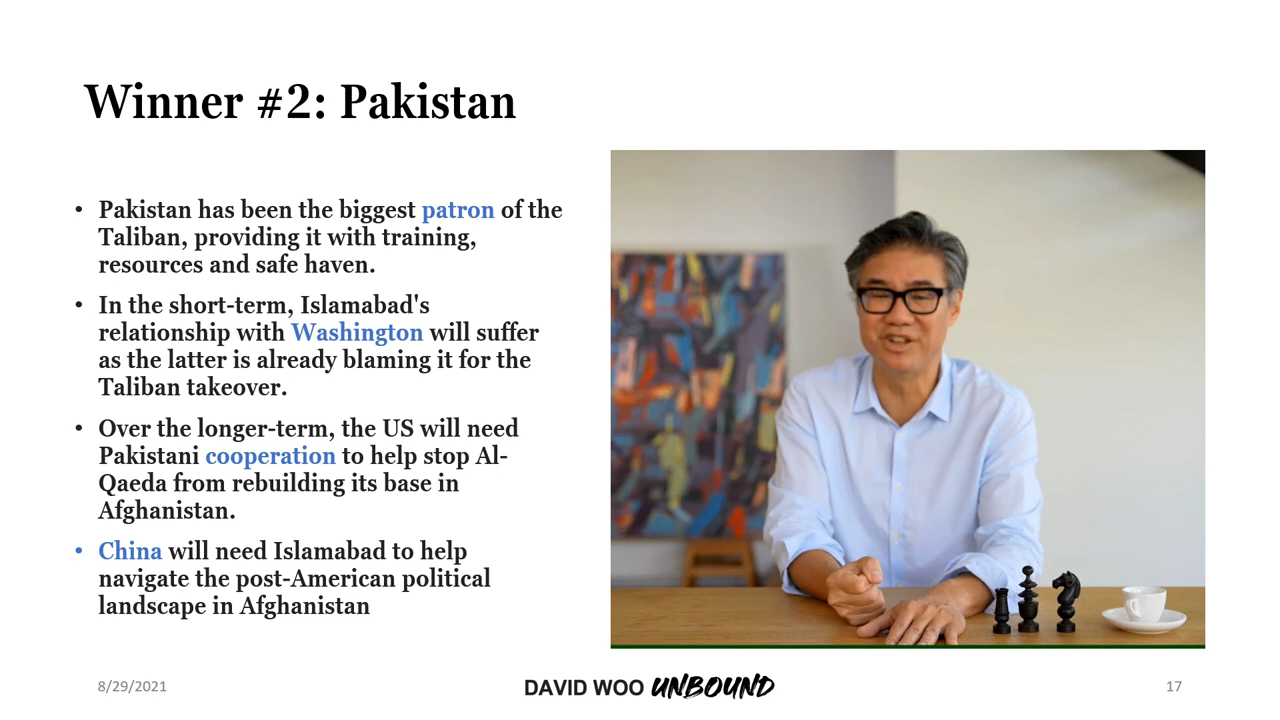 Winner #2: Pakistan
• Pakistan has been the biggest patron of the
Taliban, providing it with training,
resources and safe haven.
• In the short-term, Islamabad's
relationship with Washington will suffer
as the latter is already blaming it for the
Taliban takeover.
• Over the longer-term, the US will need
Pakistani cooperation to help stop Al-
Qaeda from rebuilding its base in
Afghanistan.
• China will need Islamabad to help
navigate the post-American political
landscape in Afghanistan
8/29/2021
DAVID WOO UNBOUND
17